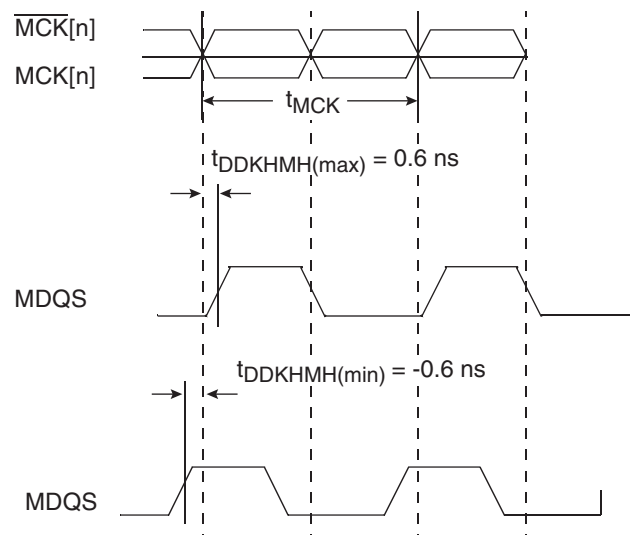 MCK[n]
MCK[n]
tMCK
tDDKHMH(max) = 0.6 ns
MDQS
tDDKHMH(min) = -0.6 ns
MDQS